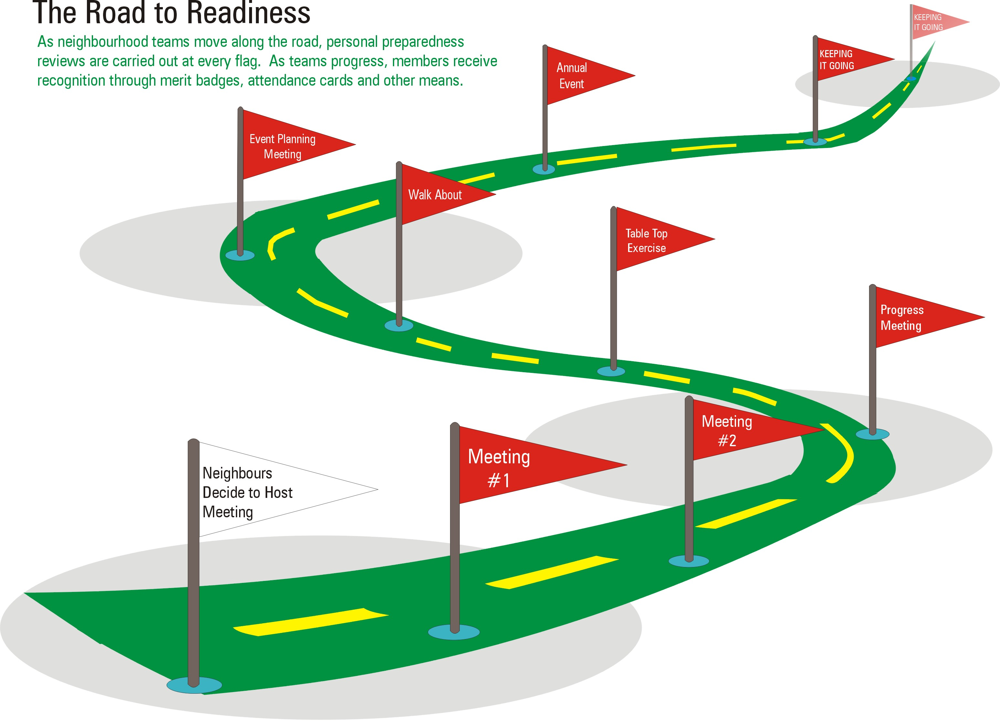 The Road to Readiness
As neighbourhood teams move along the road, personal preparedness
reviews are carried out at every flag.  As teams progress, members receive
recognition through merit badges, attendance cards and other means.
KEEPING
IT GOING
KEEPING
IT GOING
Annual
Event
Event Planning
Meeting
Walk About
Table Top
Exercise
Progress
Meeting
Meeting
#2
Meeting
#1
Neighbours
Decide to Host
Meeting